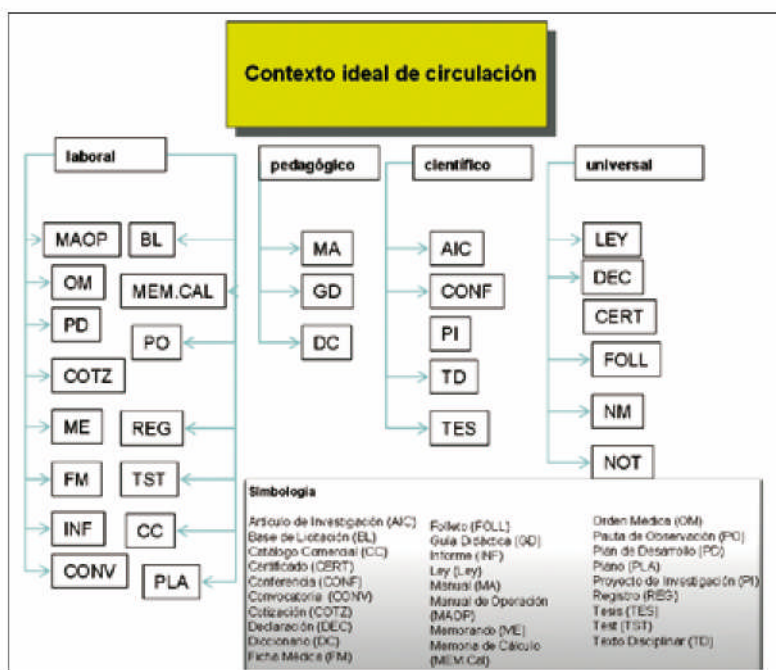 Contexto ideal de circulación
laboral
pedagógico
científico
universal
MAOP BL
OM
MEM.CAL
PD
PO
COTZ
ME REG
FM TST
INF CC
CONV
PLA
MA
GD
DC
AIC
CONF
PI
TD
TES
LEY
DEC
CERT
FOLL
NM
NOT
Simbología
Artículo de Investigación (AIC)
Base de Licitación (BL)
Catálogo Comercial (CC)
Certificado (CERT)
Conferencia (CONF)
Convocatoria (CONV)
Cotización (COTZ)
Declaración (DEC)
Diccionario (DC)
Ficha Médica (FM)
Folleto (FOLL)
Guía Didáctica (GD)
Informe (INF)
Ley (Ley)
Manual (MA)
Manual de Operación
(MAOP)
Memorando (ME)
Memoria de Cálculo
(MEM.Cal)
Orden Médica (OM)
Pauta de Observación (PO)
Plan de Desarrollo (PD)
Plano (PLA)
Proyecto de Investigación (PI)
Registro (REG)
Tesis (TES)
Test (TST)
Texto Disciplinar (TD)